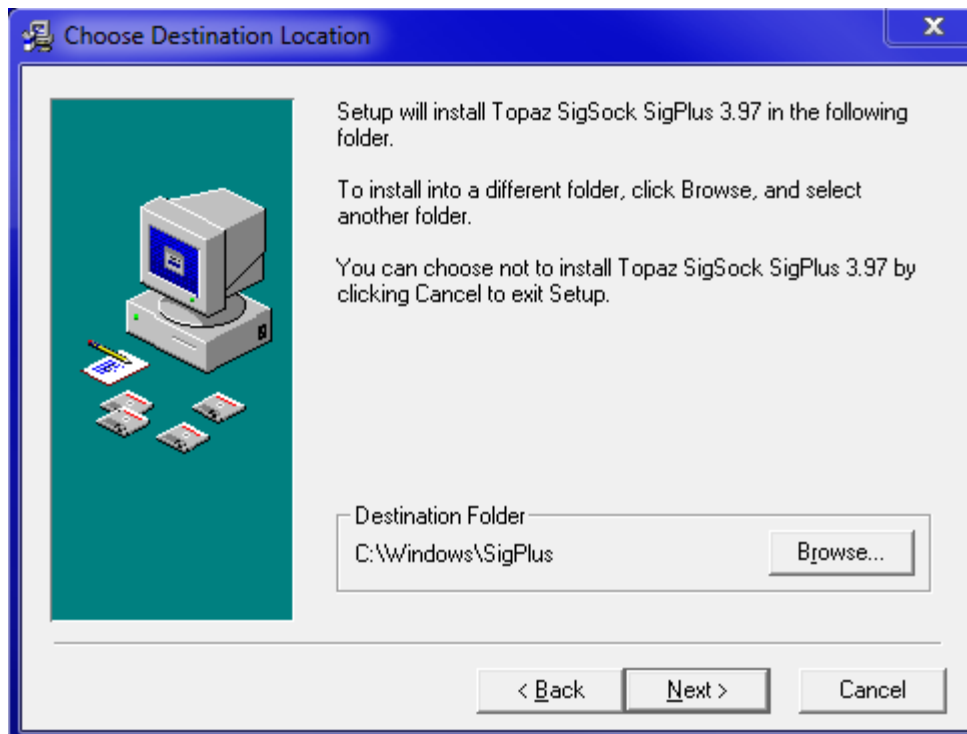 Choose Destination Location
X
Setup will install Topaz SigSock SigPlus 3.97 in the following
folder.
To install into a different folder, click Browse, and select
another folder.
You can choose not to install Topaz SigSock SigPlus 3.97 by
clicking Cancel to exit Setup.
Destination Folder
C:\Windows\SigPlus
Browse...
< Back
Next >
Cancel